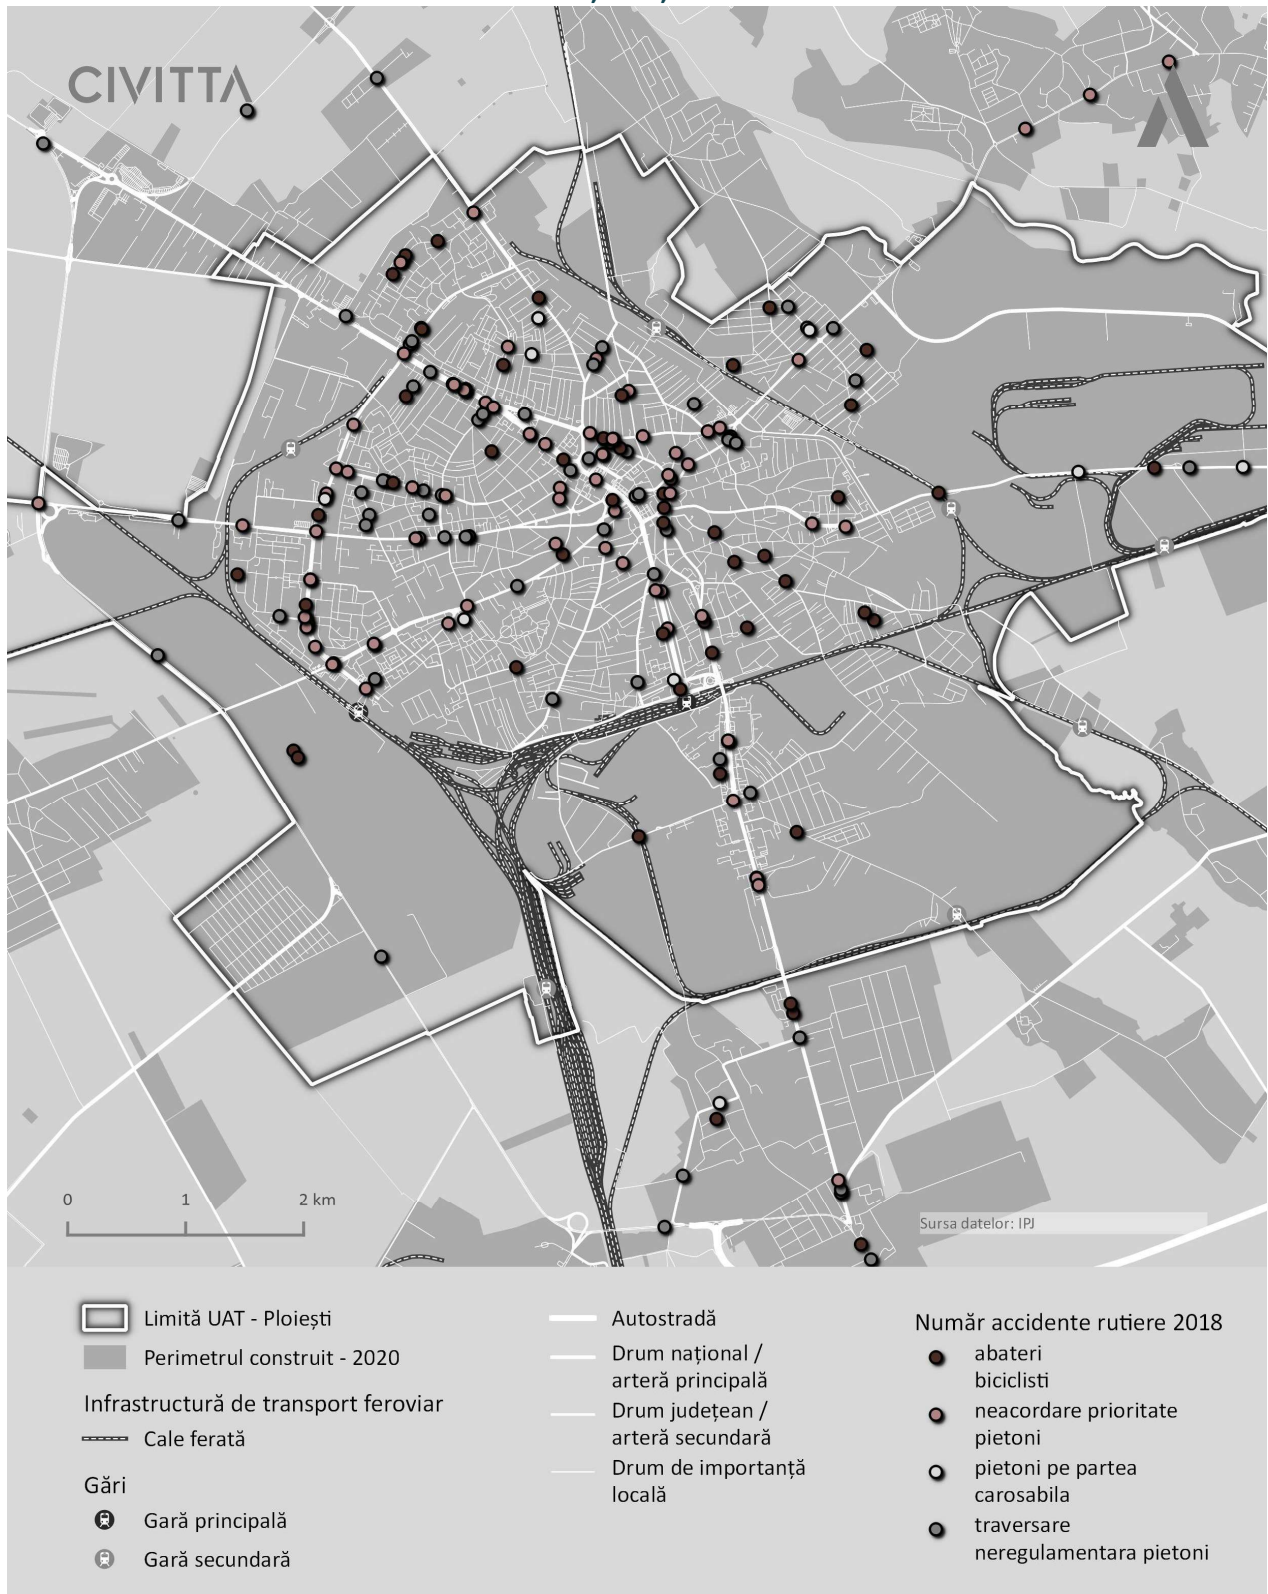 CIVITTA
0 1 2 km
Sursa datelor: IPJ
Limită UAT - Ploiești
Perimetrul construit - 2020
Infrastructură de transport feroviar
Cale ferată
Gări
Gară principală
Gară secundară
Autostradă
Drum național /
arteră principală
Drum județean /
arteră secundară
Drum de importanță
locală
Număr accidente rutiere 2018
abateri
biciclisti
neacordare prioritate
pietoni
pietoni pe partea
carosabila
traversare
neregulamentara pietoni